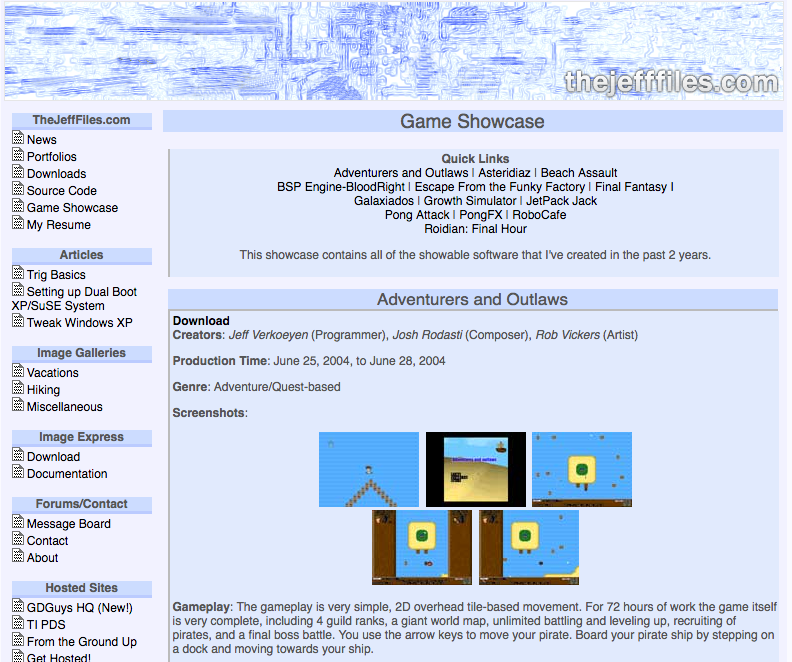 thejefffiles.com
TheJeffFiles.com
News
Portfolios
Downloads
Source Code
Game Showcase
My Resume
Articles
Trig Basics
Setting up Dual Boot
XP/SuSE System
Tweak Windows XP
Image Galleries
Vacations
Hiking
Miscellaneous
Image Express
Download
Documentation
Forums/Contact
Message Board
Contact
About
Hosted Sites
GDGuys HQ (New!)
TI PDS
From the Ground Up
Get Hosted!
Game Showcase
Quick Links
Adventurers and Outlaws | Asteridiaz | Beach Assault
BSP Engine-BloodRight | Escape From the Funky Factory | Final Fantasy I
Galaxiados | Growth Simulator | JetPack Jack
Pong Attack | PongFX | RoboCafe
Roidian: Final Hour
This showcase contains all of the showable software that I've created in the past 2 years.
Adventurers and Outlaws
Download
Creators: Jeff Verkoeyen (Programmer), Josh Rodasti (Composer), Rob Vickers (Artist)
Production Time: June 25, 2004, to June 28, 2004
Genre: Adventure/Quest-based
Screenshots:
Adventures and outlaws
Gameplay: The gameplay is very simple, 2D overhead tile-based movement. For 72 hours of work the game itself
is very complete, including 4 guild ranks, a giant world map, unlimited battling and leveling up, recruiting of
pirates, and a final boss battle. You use the arrow keys to move your pirate. Board your pirate ship by stepping on
a dock and moving towards your ship.